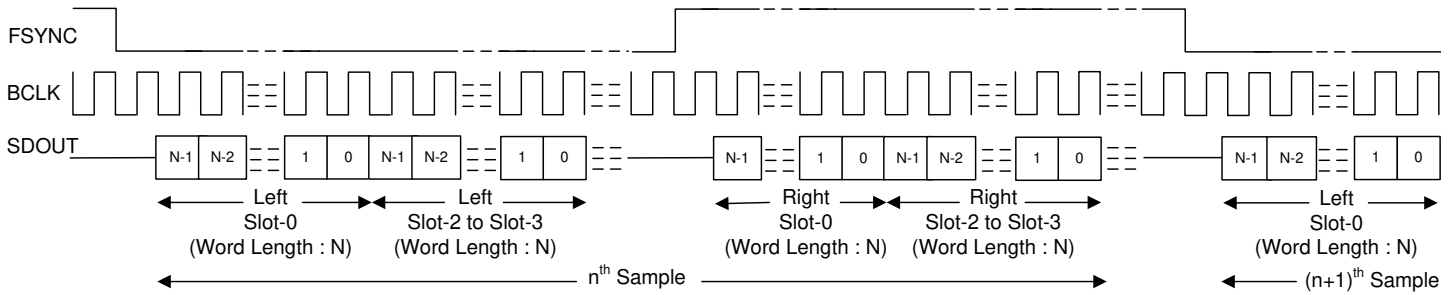 FSYNC
BCLK
SDOUT
N-1 N-2 1 0 N-1 N-2 1 0 N-1 1 0 N-1 N-2 1 0 N-1 N-2 1 0
Left Left Right Right Left
Slot-0 Slot-2 to Slot-3 Slot-0 Slot-2 to Slot-3 Slot-0
(Word Length : N) (Word Length : N) (Word Length : N) (Word Length : N) (Word Length : N)
nth Sample (n+1)th Sample